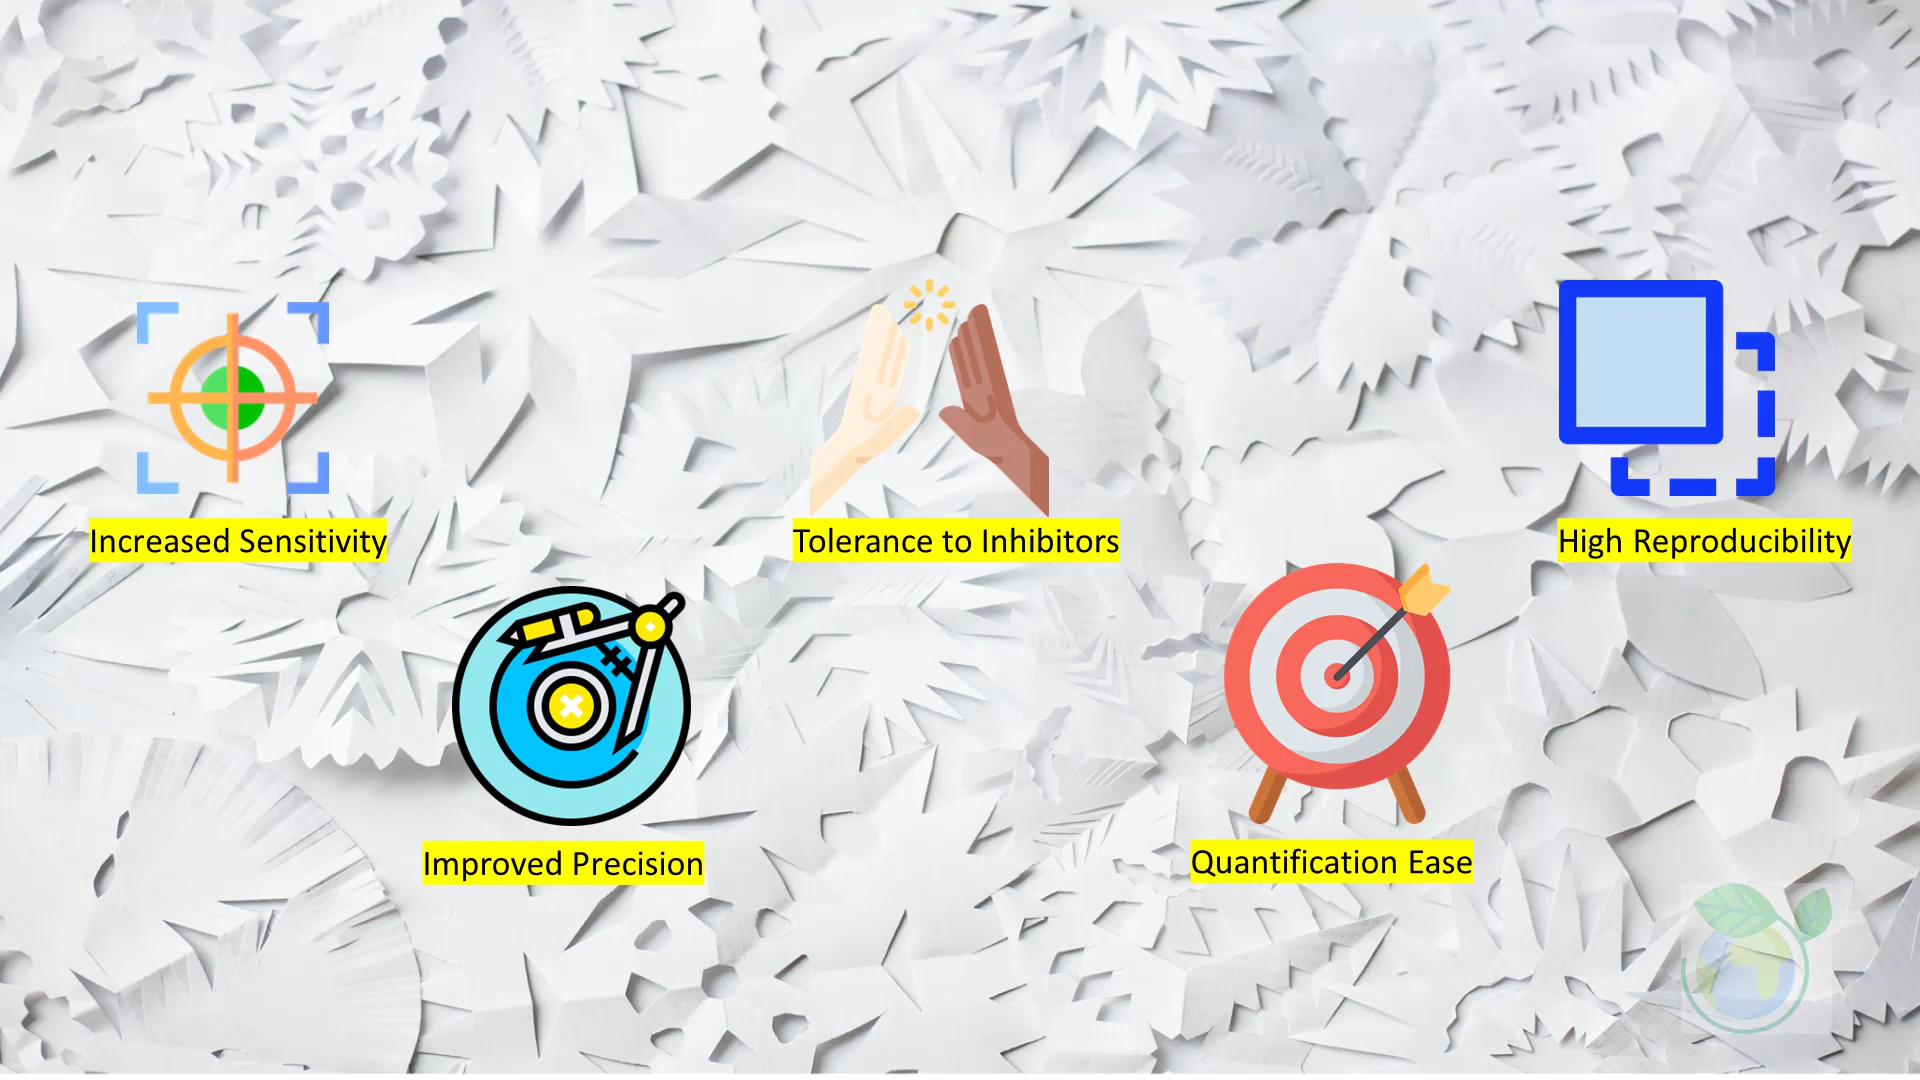 Increased Sensitivity
Tolerance to Inhibitors
High Reproducibility
Improved Precision
Quantification Ease